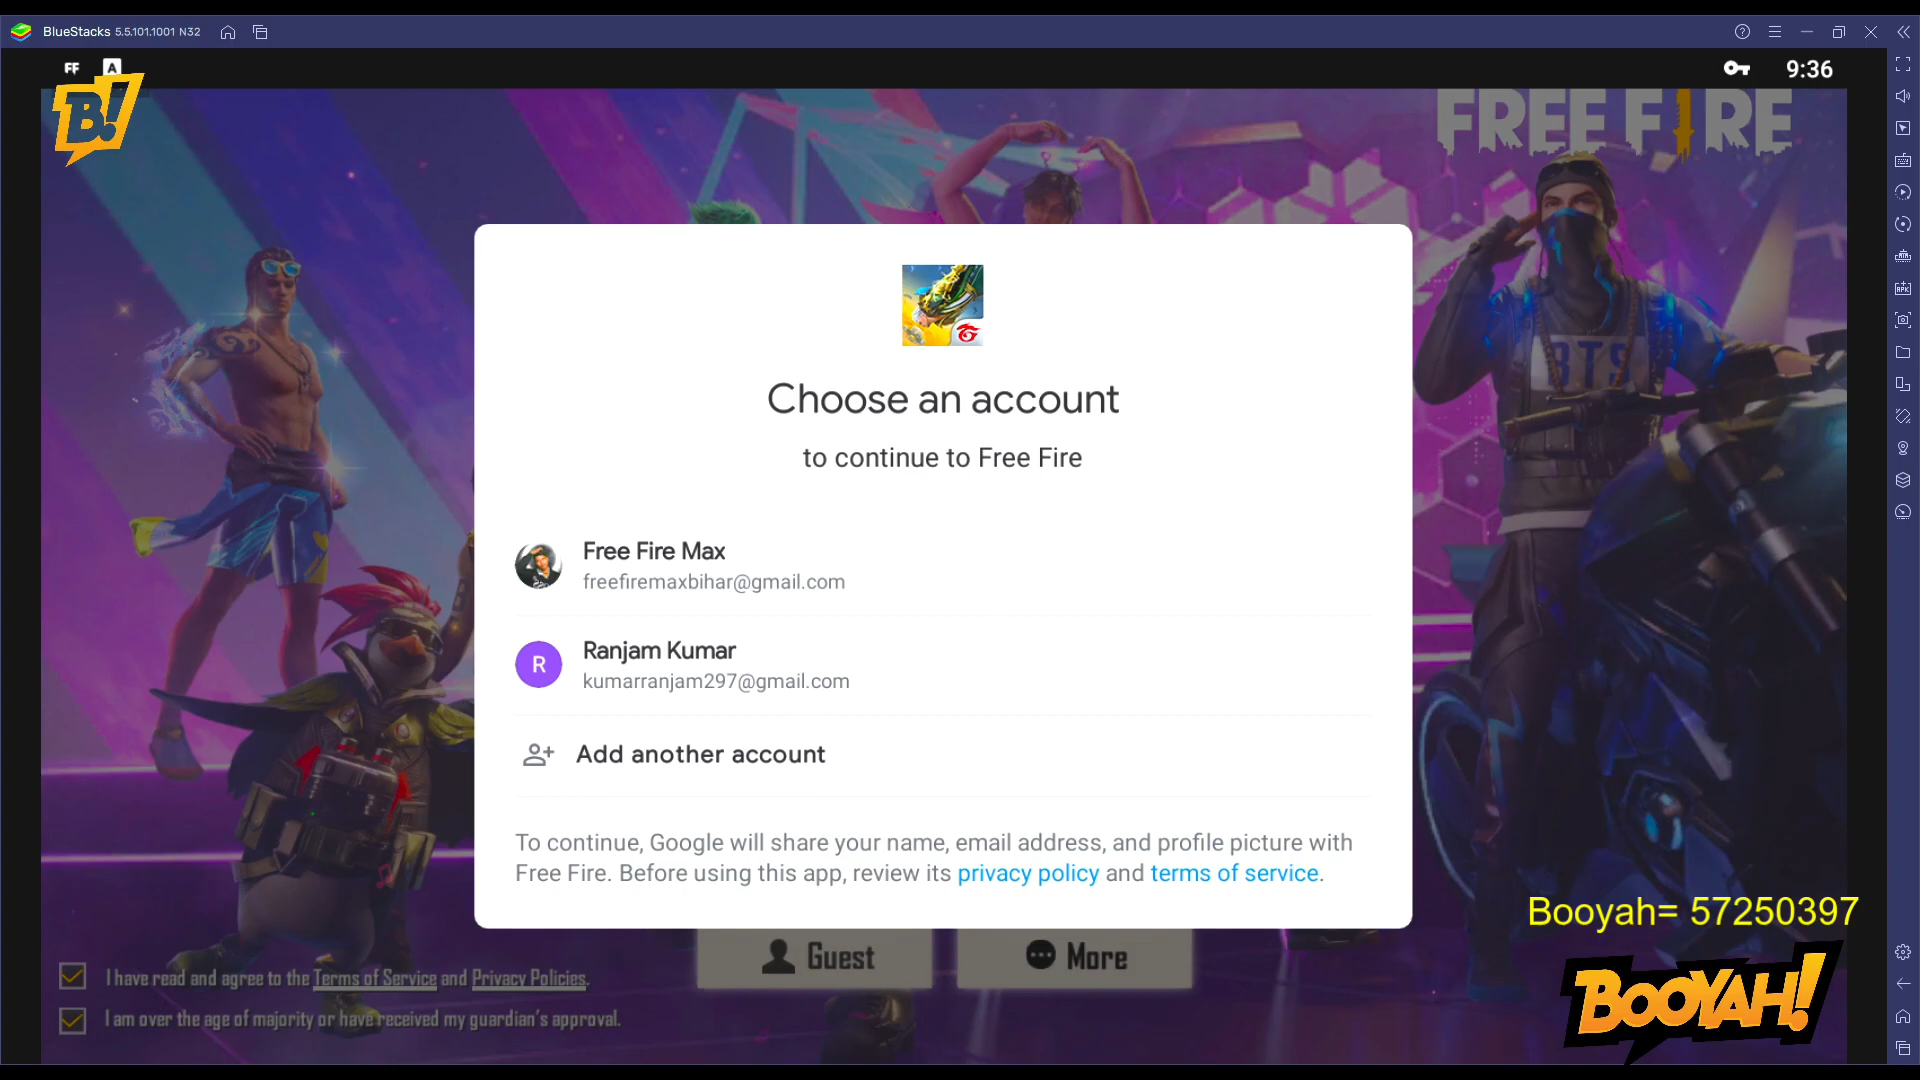 BlueStacks 5.5.101.1001 N32
FF A
9:36
B!
FREE FIRE
BTS
Choose an account
to continue to Free Fire
Free Fire Max
freefiremaxbihar@gmail.com
R
Ranjam Kumar
kumarranjam297@gmail.com
Add another account
To continue, Google will share your name, email address, and profile picture with
Free Fire. Before using this app, review its privacy policy and terms of service.
Booyah= 57250397
Guest
More
I have read and agree to the Terms of Service and Privacy Policies.
I am over the age of majority or have received my guardian's approval.
BOOYAH!